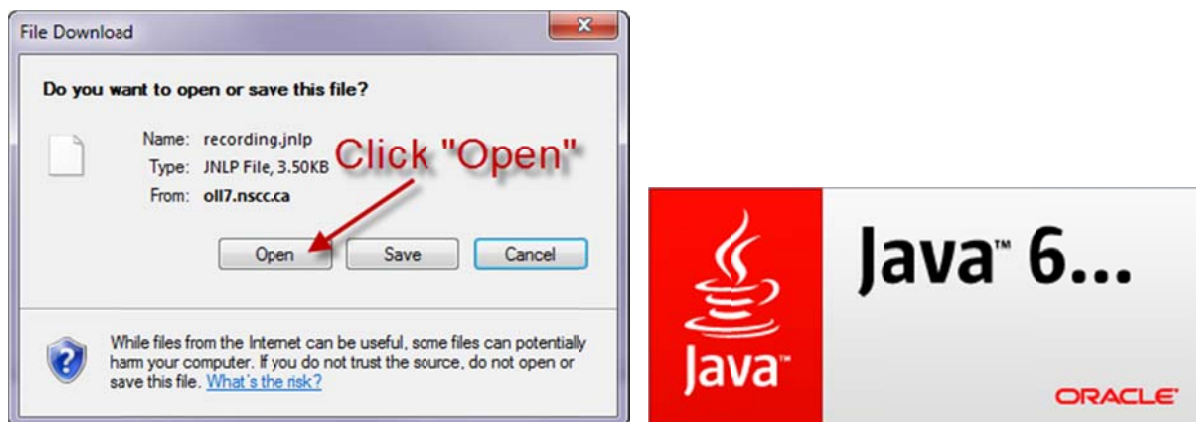 File Download
Do you want to open or save this file?
Name: recording.jnlp
Type: JNLP File, 3.50KB
From: oll7.nscc.ca
Click "Open"
Open Save Cancel
While files from the Internet can be useful, some files can potentially
harm your computer. If you do not trust the source, do not open or
save this file. What's the risk?
Java™ 6...
Java™
ORACLE®